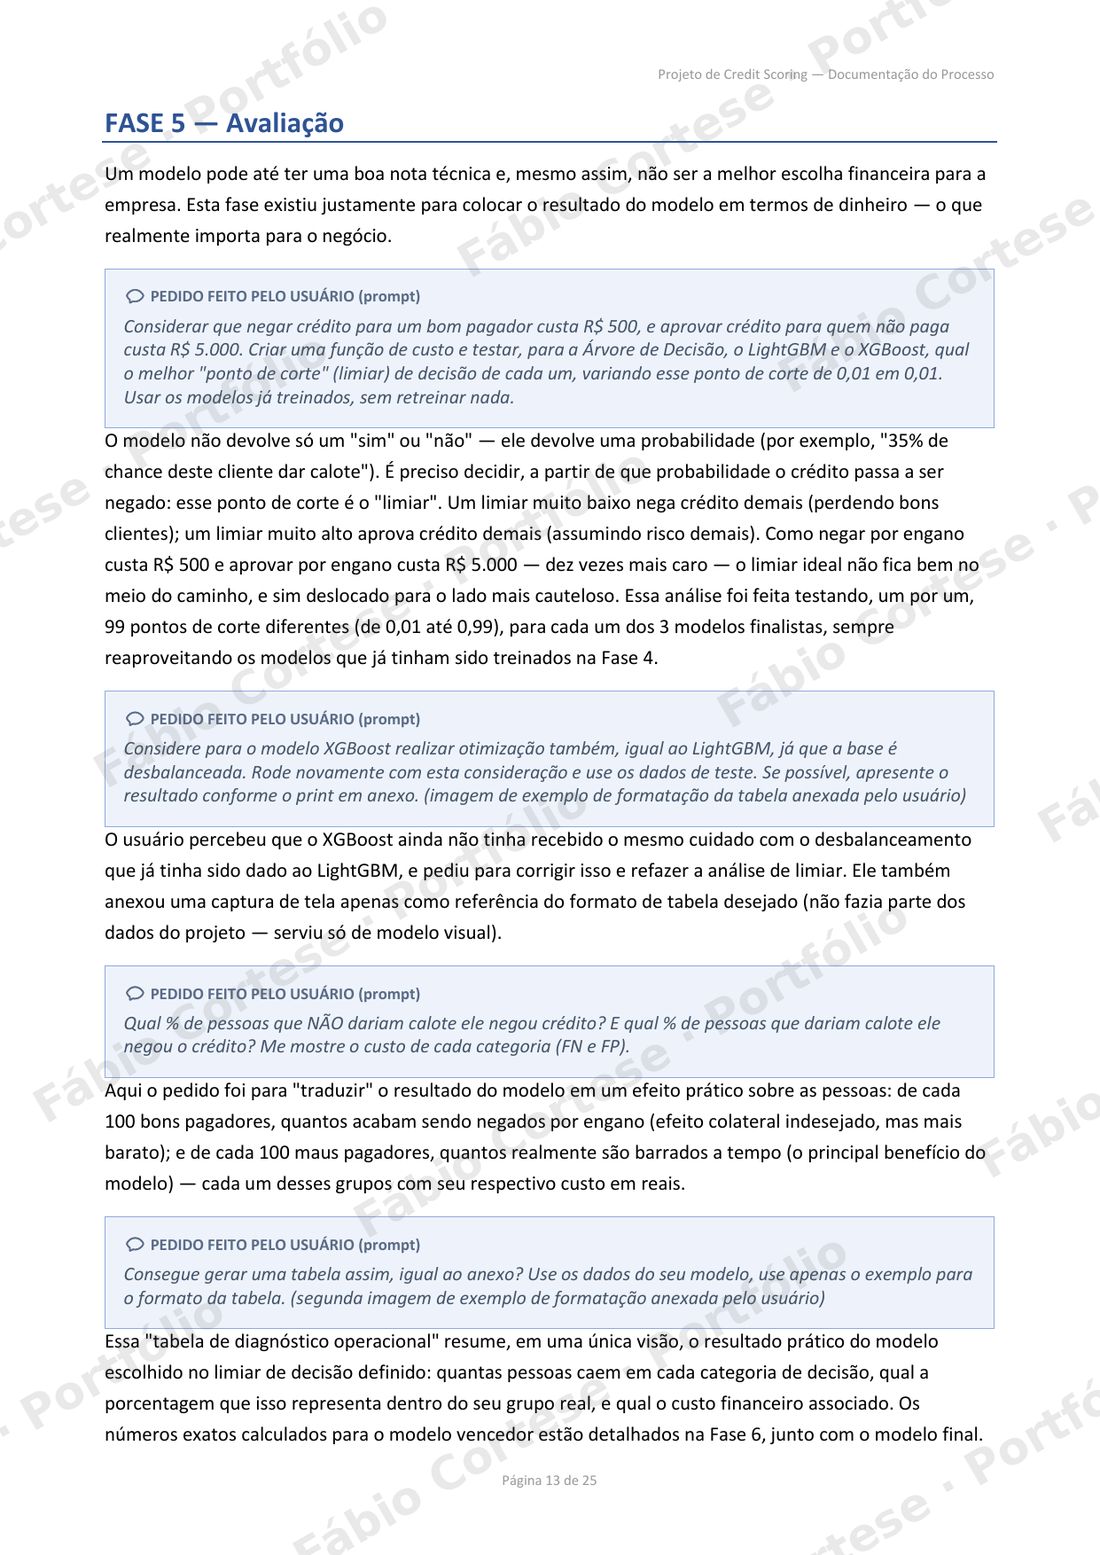 Projeto de Credit Scoring — Documentação do Processo
FASE 5 — Avaliação
Um modelo pode até ter uma boa nota técnica e, mesmo assim, não ser a melhor escolha financeira para a
empresa. Esta fase existiu justamente para colocar o resultado do modelo em termos de dinheiro — o que
realmente importa para o negócio.
PEDIDO FEITO PELO USUÁRIO (prompt)
Considerar que negar crédito para um bom pagador custa R$ 500, e aprovar crédito para quem não paga
custa R$ 5.000. Criar uma função de custo e testar, para a Árvore de Decisão, o LightGBM e o XGBoost, qual
o melhor "ponto de corte" (limiar) de decisão de cada um, variando esse ponto de corte de 0,01 em 0,01.
Usar os modelos já treinados, sem retreinar nada.
O modelo não devolve só um "sim" ou "não" — ele devolve uma probabilidade (por exemplo, "35% de
chance deste cliente dar calote"). É preciso decidir, a partir de que probabilidade o crédito passa a ser
negado: esse ponto de corte é o "limiar". Um limiar muito baixo nega crédito demais (perdendo bons
clientes); um limiar muito alto aprova crédito demais (assumindo risco demais). Como negar por engano
custa R$ 500 e aprovar por engano custa R$ 5.000 — dez vezes mais caro — o limiar ideal não fica bem no
meio do caminho, e sim deslocado para o lado mais cauteloso. Essa análise foi feita testando, um por um,
99 pontos de corte diferentes (de 0,01 até 0,99), para cada um dos 3 modelos finalistas, sempre
reaproveitando os modelos que já tinham sido treinados na Fase 4.
PEDIDO FEITO PELO USUÁRIO (prompt)
Considere para o modelo XGBoost realizar otimização também, igual ao LightGBM, já que a base é
desbalanceada. Rode novamente com esta consideração e use os dados de teste. Se possível, apresente o
resultado conforme o print em anexo. (imagem de exemplo de formatação da tabela anexada pelo usuário)
O usuário percebeu que o XGBoost ainda não tinha recebido o mesmo cuidado com o desbalanceamento
que já tinha sido dado ao LightGBM, e pediu para corrigir isso e refazer a análise de limiar. Ele também
anexou uma captura de tela apenas como referência do formato de tabela desejado (não fazia parte dos
dados do projeto — serviu só de modelo visual).
PEDIDO FEITO PELO USUÁRIO (prompt)
Qual % de pessoas que NÃO dariam calote ele negou crédito? E qual % de pessoas que dariam calote ele
negou o crédito? Me mostre o custo de cada categoria (FN e FP).
Aqui o pedido foi para "traduzir" o resultado do modelo em um efeito prático sobre as pessoas: de cada
100 bons pagadores, quantos acabam sendo negados por engano (efeito colateral indesejado, mas mais
barato); e de cada 100 maus pagadores, quantos realmente são barrados a tempo (o principal benefício do
modelo) — cada um desses grupos com seu respectivo custo em reais.
PEDIDO FEITO PELO USUÁRIO (prompt)
Consegue gerar uma tabela assim, igual ao anexo? Use os dados do seu modelo, use apenas o exemplo para
o formato da tabela. (segunda imagem de exemplo de formatação anexada pelo usuário)
Essa "tabela de diagnóstico operacional" resume, em uma única visão, o resultado prático do modelo
escolhido no limiar de decisão definido: quantas pessoas caem em cada categoria de decisão, qual a
porcentagem que isso representa dentro do seu grupo real, e qual o custo financeiro associado. Os
números exatos calculados para o modelo vencedor estão detalhados na Fase 6, junto com o modelo final.
Página 13 de 25
Fábio Cortese · Portfólio